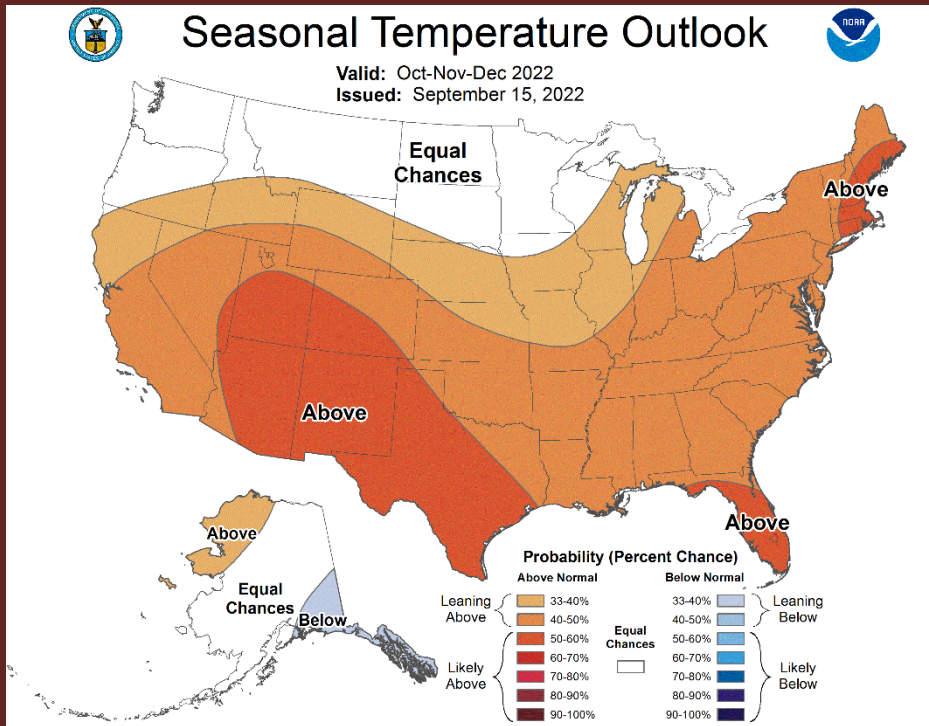 Seasonal Temperature Outlook
NOAA
Valid: Oct-Nov-Dec 2022
Issued: September 15, 2022
Equal
Chances
Above
Above
Above
Above
Equal
Chances
Below
Probability (Percent Chance)
Above Normal
Below Normal
Leaning
Above
33-40%
40-50%
Likely
Above
50-60%
60-70%
70-80%
80-90%
90-100%
Equal
Chances
33-40%
40-50%
Leaning
Below
50-60%
60-70%
70-80%
80-90%
90-100%
Likely
Below